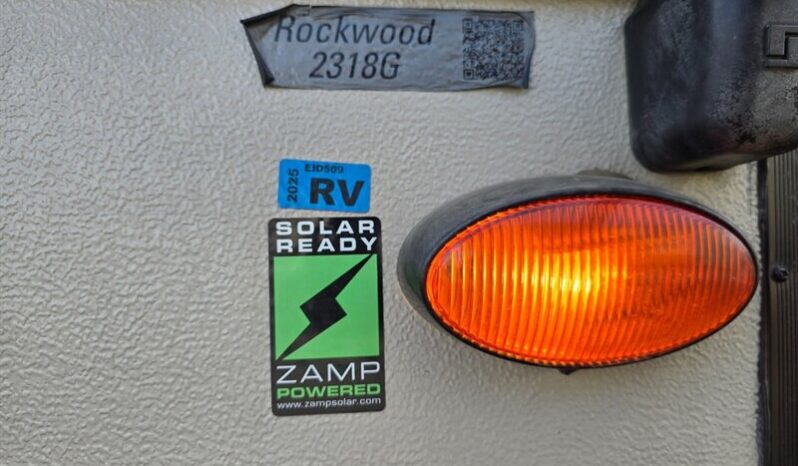 Rockwood
2318G
EID509
2025
RV
SOLAR
READY
ZAMP
POWERED
www.zampsolar.com